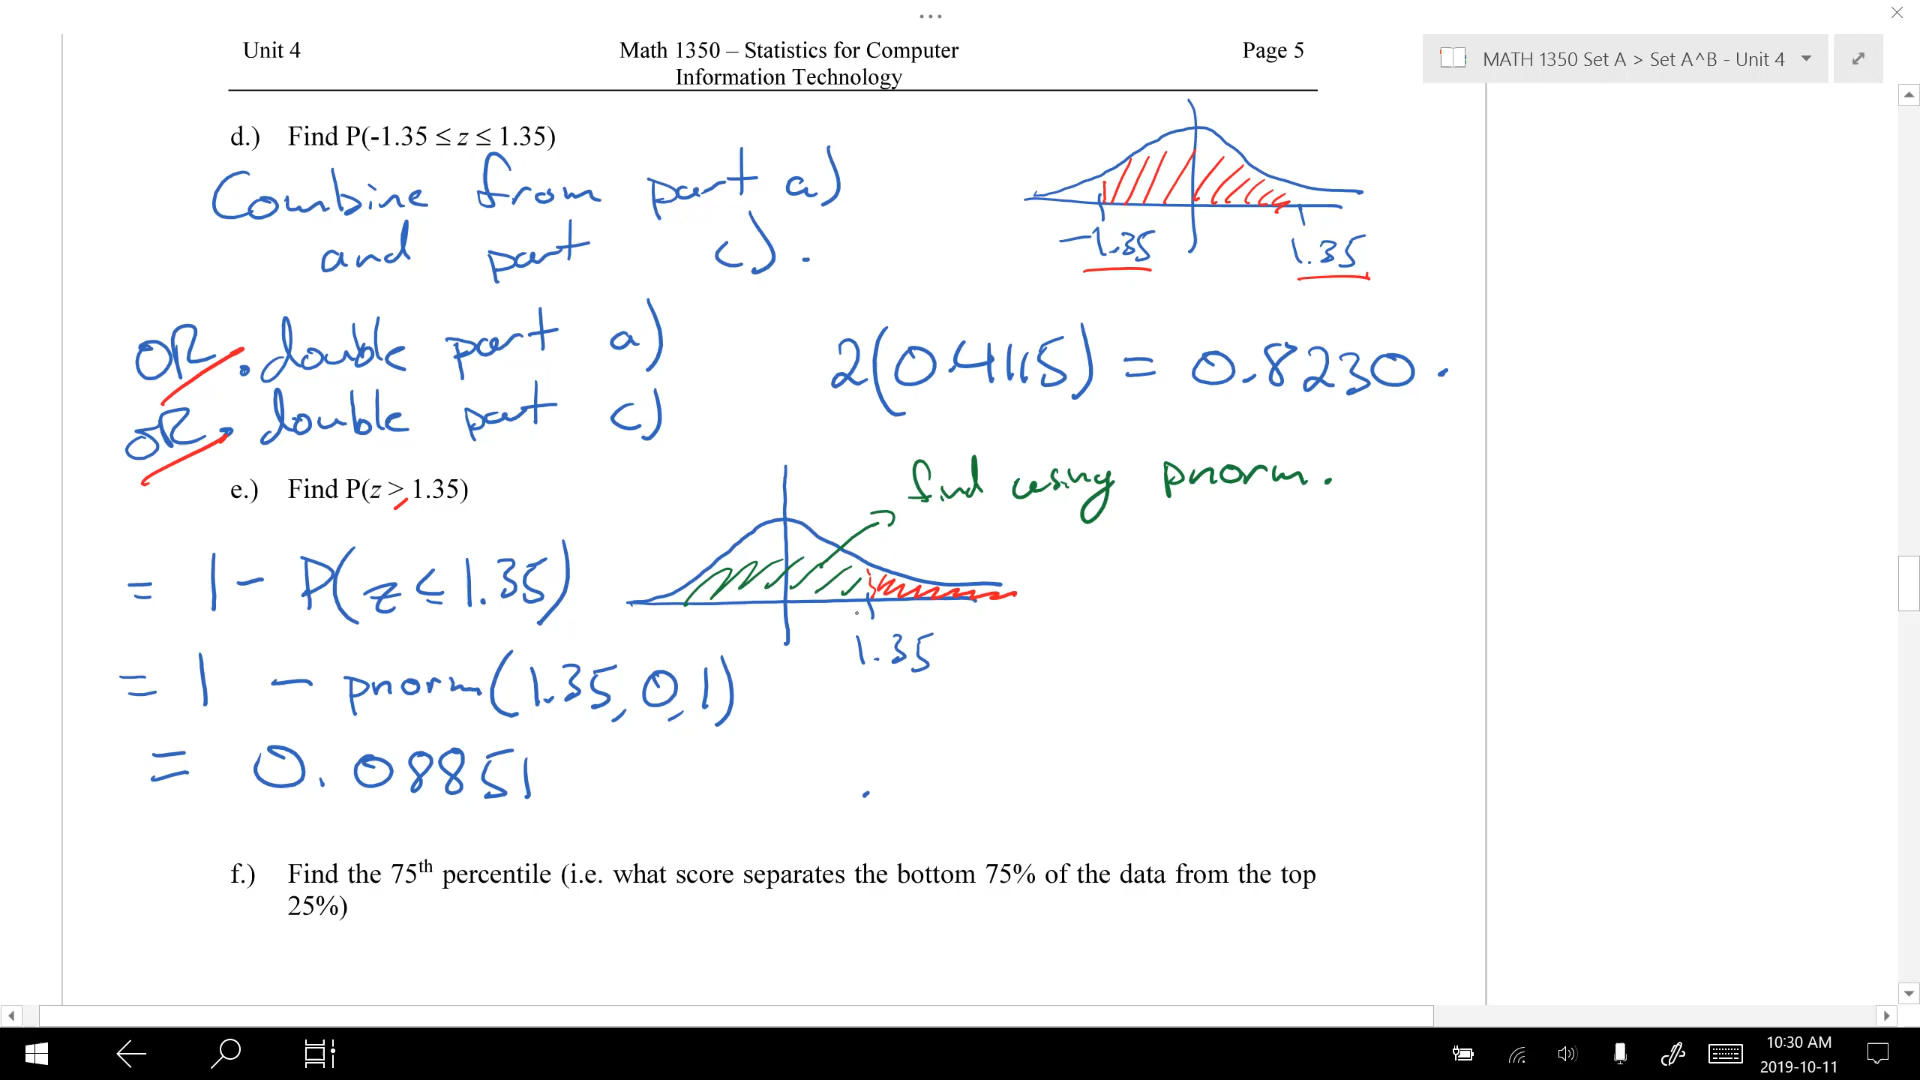 Unit 4 Math 1350 – Statistics for Computer Page 5
Information Technology
MATH 1350 Set A > Set A^B - Unit 4
d.) Find P(-1.35 ≤ z ≤ 1.35)
Combine from part a)
and part c).
-1.35 1.35
OR. double part a)
2(0.4115) = 0.8230.
OR. double part c)
e.) Find P(z > 1.35)
find using pnorm.
= 1 - P(z ≤ 1.35)
1.35
= 1 - pnorm(1.35, 0, 1)
= 0.08851
f.) Find the 75th percentile (i.e. what score separates the bottom 75% of the data from the top
25%)
10:30 AM
2019-10-11